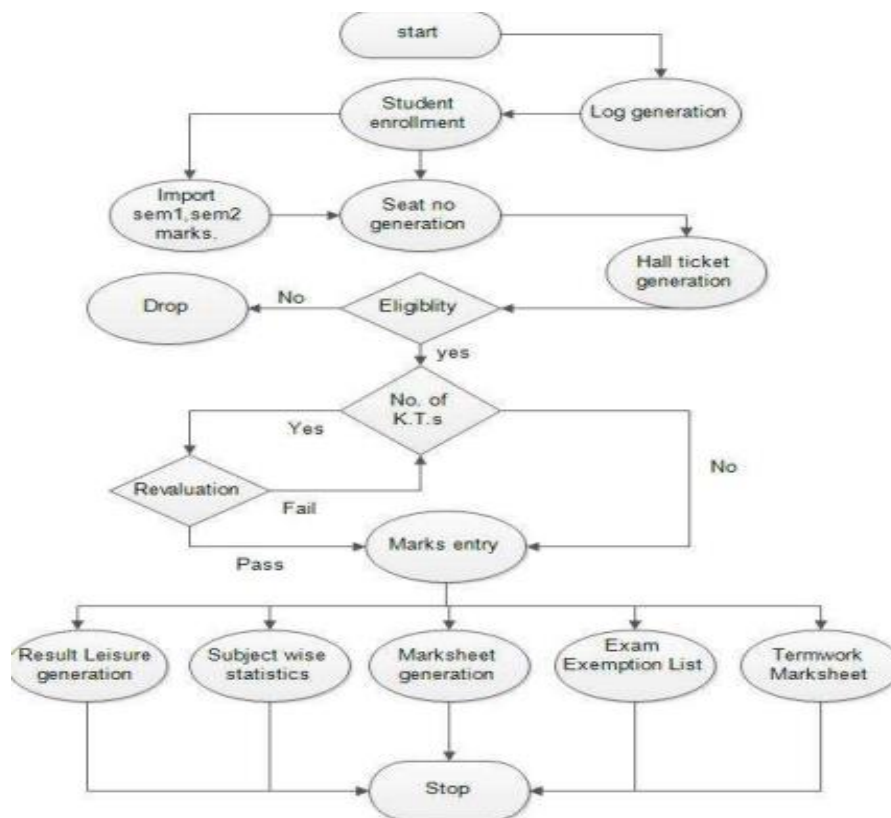 start
Student
enrollment
Log generation
Import
sem1,sem2
marks.
Seat no
generation
Hall ticket
generation
Drop
No
Eligiblity
yes
No. of
K.T.s
Yes
No
Revaluation
Fail
Pass
Marks entry
Result Leisure
generation
Subject wise
statistics
Marksheet
generation
Exam
Exemption List
Termwork
Marksheet
Stop